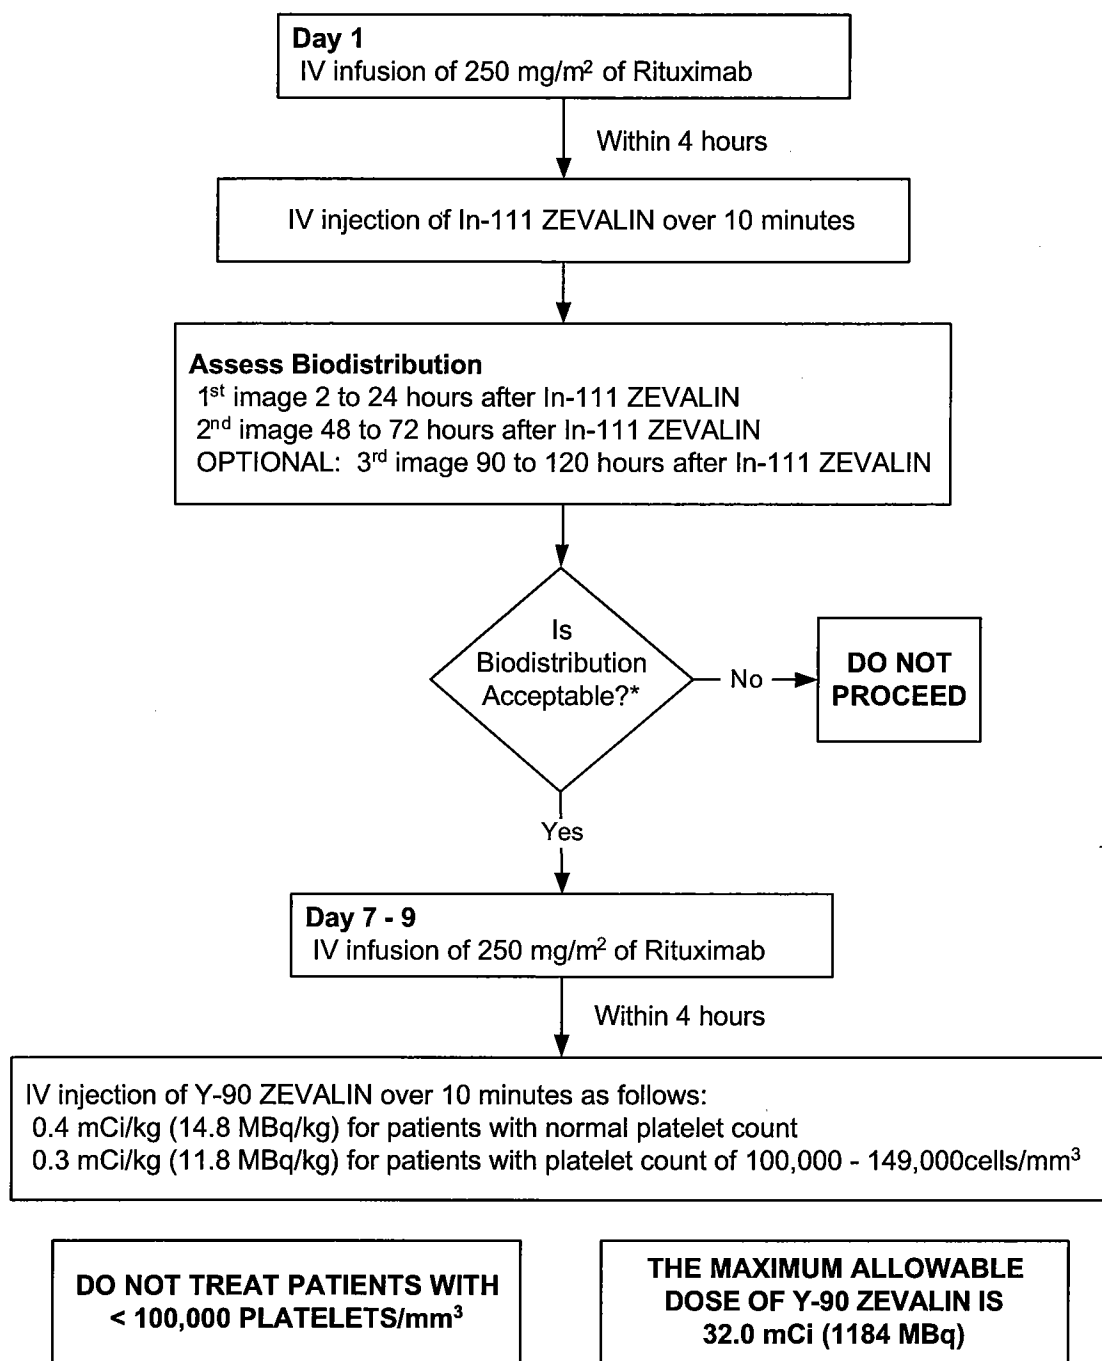 Day 1
IV infusion of 250 mg/m² of Rituximab
Within 4 hours
IV injection of In-111 ZEVALIN over 10 minutes
Assess Biodistribution
1st image 2 to 24 hours after In-111 ZEVALIN
2nd image 48 to 72 hours after In-111 ZEVALIN
OPTIONAL: 3rd image 90 to 120 hours after In-111 ZEVALIN
Is
Biodistribution
Acceptable?*
No
DO NOT
PROCEED
Yes
Day 7 - 9
IV infusion of 250 mg/m² of Rituximab
Within 4 hours
IV injection of Y-90 ZEVALIN over 10 minutes as follows:
0.4 mCi/kg (14.8 MBq/kg) for patients with normal platelet count
0.3 mCi/kg (11.8 MBq/kg) for patients with platelet count of 100,000 - 149,000cells/mm³
DO NOT TREAT PATIENTS WITH
< 100,000 PLATELETS/mm³
THE MAXIMUM ALLOWABLE
DOSE OF Y-90 ZEVALIN IS
32.0 mCi (1184 MBq)